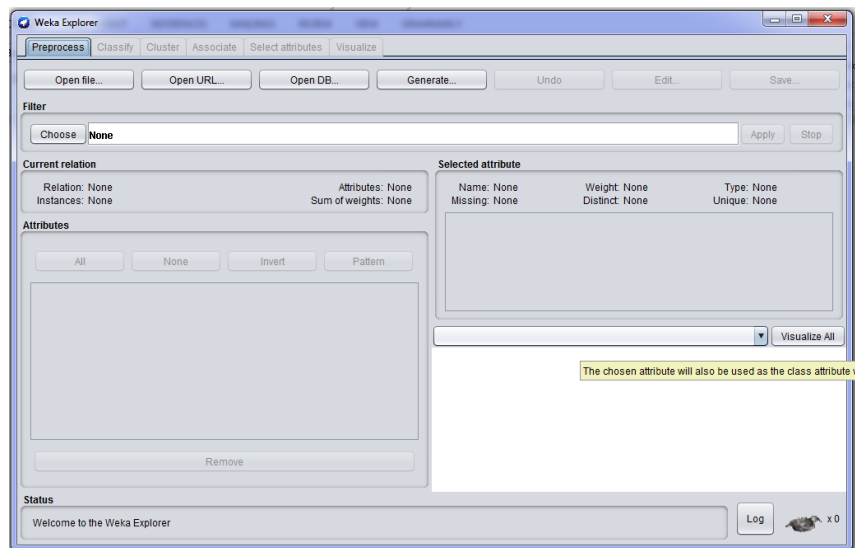 Weka Explorer
Preprocess Classify Cluster Associate Select attributes Visualize
Open file... Open URL... Open DB... Generate... Undo Edit... Save...
Filter
Choose None Apply Stop
Current relation
Relation: None Attributes: None
Instances: None Sum of weights: None
Attributes
All None Invert Pattern
Remove
Selected attribute
Name: None Weight: None Type: None
Missing: None Distinct: None Unique: None
Visualize All
The chosen attribute will also be used as the class attribute
Status
Welcome to the Weka Explorer
Log x 0